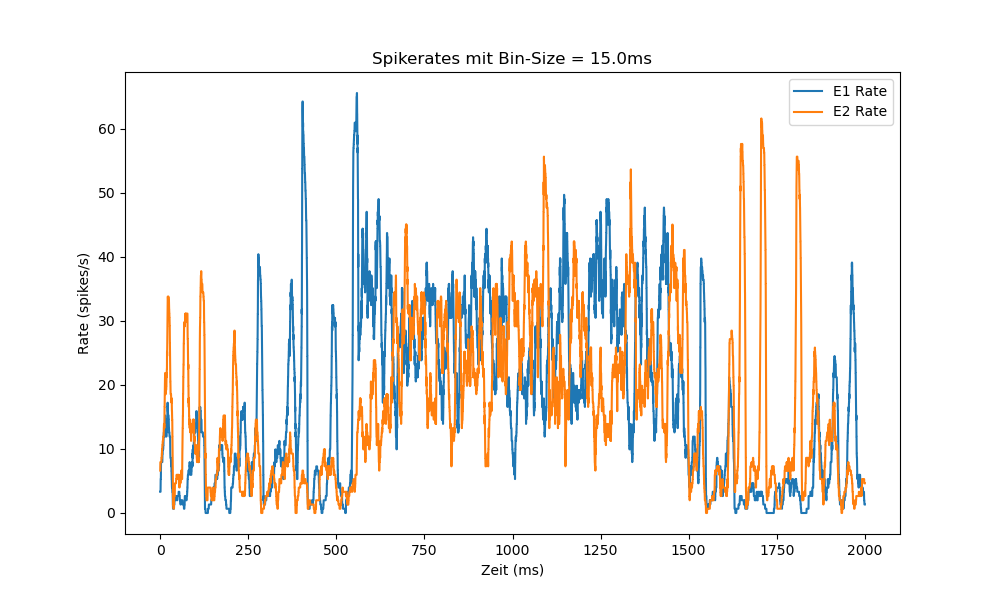 Spikerates mit Bin-Size = 15.0ms
E1 Rate
E2 Rate
Rate (spikes/s)
60
50
40
30
20
10
0
0 250 500 750 1000 1250 1500 1750 2000
Zeit (ms)